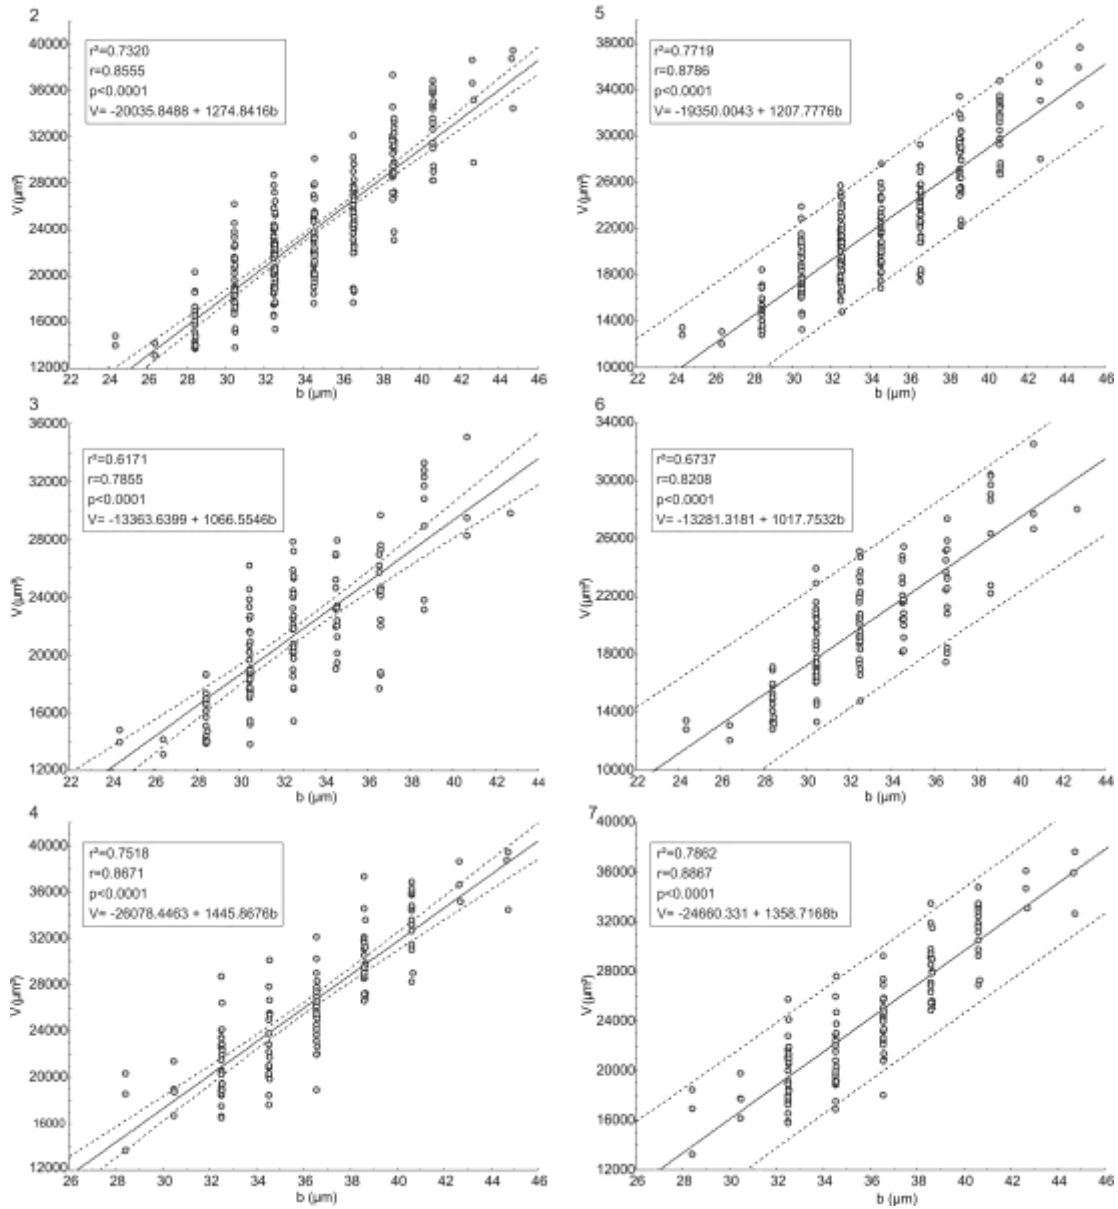 2
40000
36000
32000
28000
24000
20000
16000
12000
V (µm³)
r²=0.7320
r=0.8555
p<0.0001
V= -20035.8488 + 1274.8416b
22 24 26 28 30 32 34 36 38 40 42 44 46
b (µm)
5
38000
34000
30000
26000
22000
18000
14000
10000
V (µm³)
r²=0.7719
r=0.8786
p<0.0001
V= -19350.0043 + 1207.7776b
22 24 26 28 30 32 34 36 38 40 42 44 46
b (µm)
3
36000
32000
28000
24000
20000
16000
12000
V (µm³)
r²=0.6171
r=0.7855
p<0.0001
V= -13363.6399 + 1066.5546b
22 24 26 28 30 32 34 36 38 40 42 44
b (µm)
6
34000
30000
26000
22000
18000
14000
10000
V (µm³)
r²=0.6737
r=0.8208
p<0.0001
V= -13281.3181 + 1017.7532b
22 24 26 28 30 32 34 36 38 40 42 44
b (µm)
4
40000
36000
32000
28000
24000
20000
16000
12000
V (µm³)
r²=0.7518
r=0.8671
p<0.0001
V= -26078.4463 + 1445.8676b
26 28 30 32 34 36 38 40 42 44 46
b (µm)
7
40000
36000
32000
28000
24000
20000
16000
12000
V (µm³)
r²=0.7862
r=0.8867
p<0.0001
V= -24660.331 + 1358.7168b
26 28 30 32 34 36 38 40 42 44 46
b (µm)